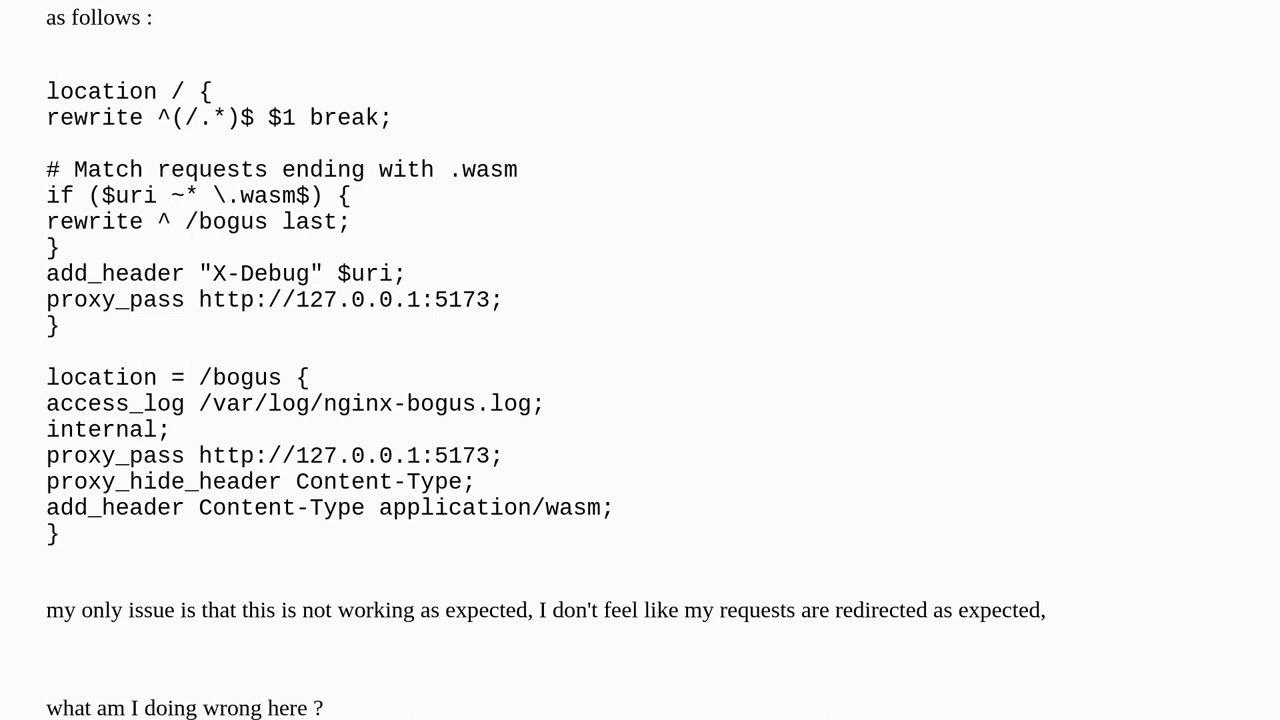 as follows :
location / {
rewrite ^(/.*)$ $1 break;
# Match requests ending with .wasm
if ($uri ~* \.wasm$) {
rewrite ^ /bogus last;
}
add_header "X-Debug" $uri;
proxy_pass http://127.0.0.1:5173;
}
location = /bogus {
access_log /var/log/nginx-bogus.log;
internal;
proxy_pass http://127.0.0.1:5173;
proxy_hide_header Content-Type;
add_header Content-Type application/wasm;
}
my only issue is that this is not working as expected, I don't feel like my requests are redirected as expected,
what am I doing wrong here ?